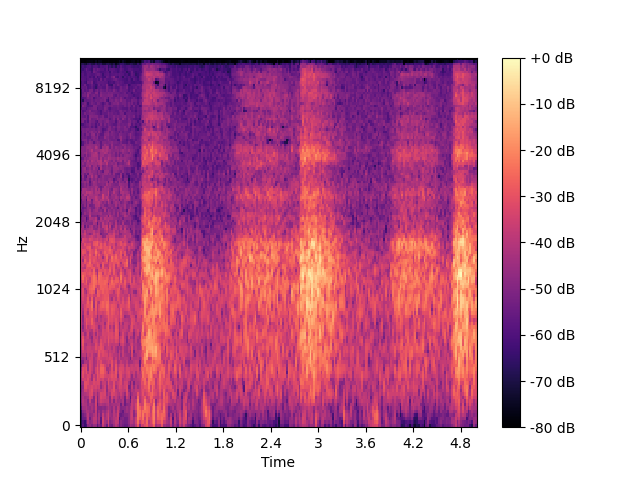 8192
4096
2048
1024
512
0
Hz
0 0.6 1.2 1.8 2.4 3 3.6 4.2 4.8
Time
+0 dB
-10 dB
-20 dB
-30 dB
-40 dB
-50 dB
-60 dB
-70 dB
-80 dB